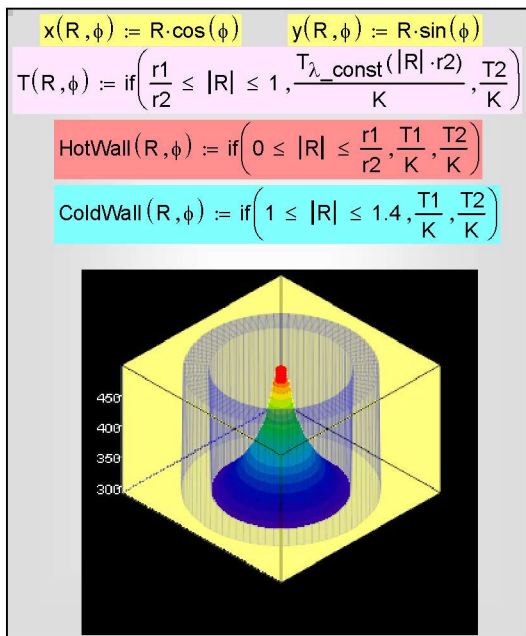 x(R,ϕ) := R·cos(ϕ) y(R,ϕ) := R·sin(ϕ)
T(R,ϕ) := if(r1/r2 ≤ |R| ≤ 1, T_λ_const(|R|·r2)/K, T2/K)
HotWall(R,ϕ) := if(0 ≤ |R| ≤ r1/r2, T1/K, T2/K)
ColdWall(R,ϕ) := if(1 ≤ |R| ≤ 1.4, T1/K, T2/K)
450
400
350
300